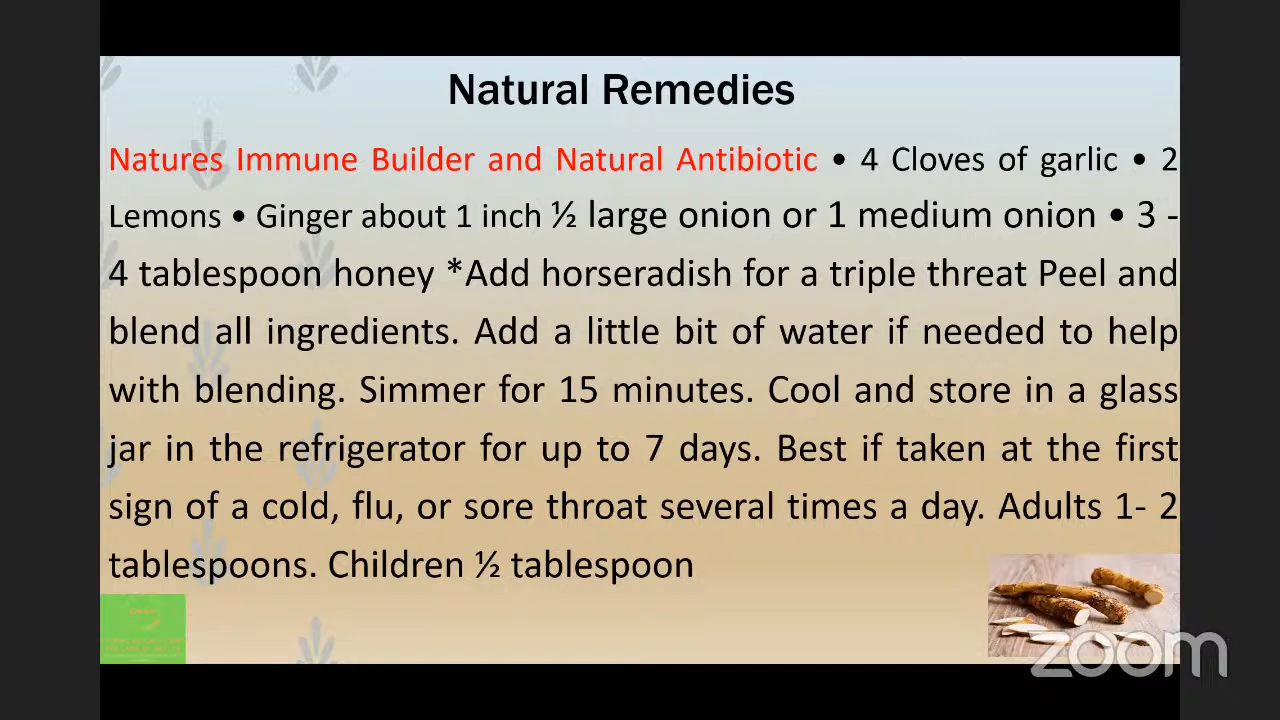 Natural Remedies
Natures Immune Builder and Natural Antibiotic • 4 Cloves of garlic • 2
Lemons • Ginger about 1 inch ½ large onion or 1 medium onion • 3 -
4 tablespoon honey *Add horseradish for a triple threat Peel and
blend all ingredients. Add a little bit of water if needed to help
with blending. Simmer for 15 minutes. Cool and store in a glass
jar in the refrigerator for up to 7 days. Best if taken at the first
sign of a cold, flu, or sore throat several times a day. Adults 1- 2
tablespoons. Children ½ tablespoon
zoom